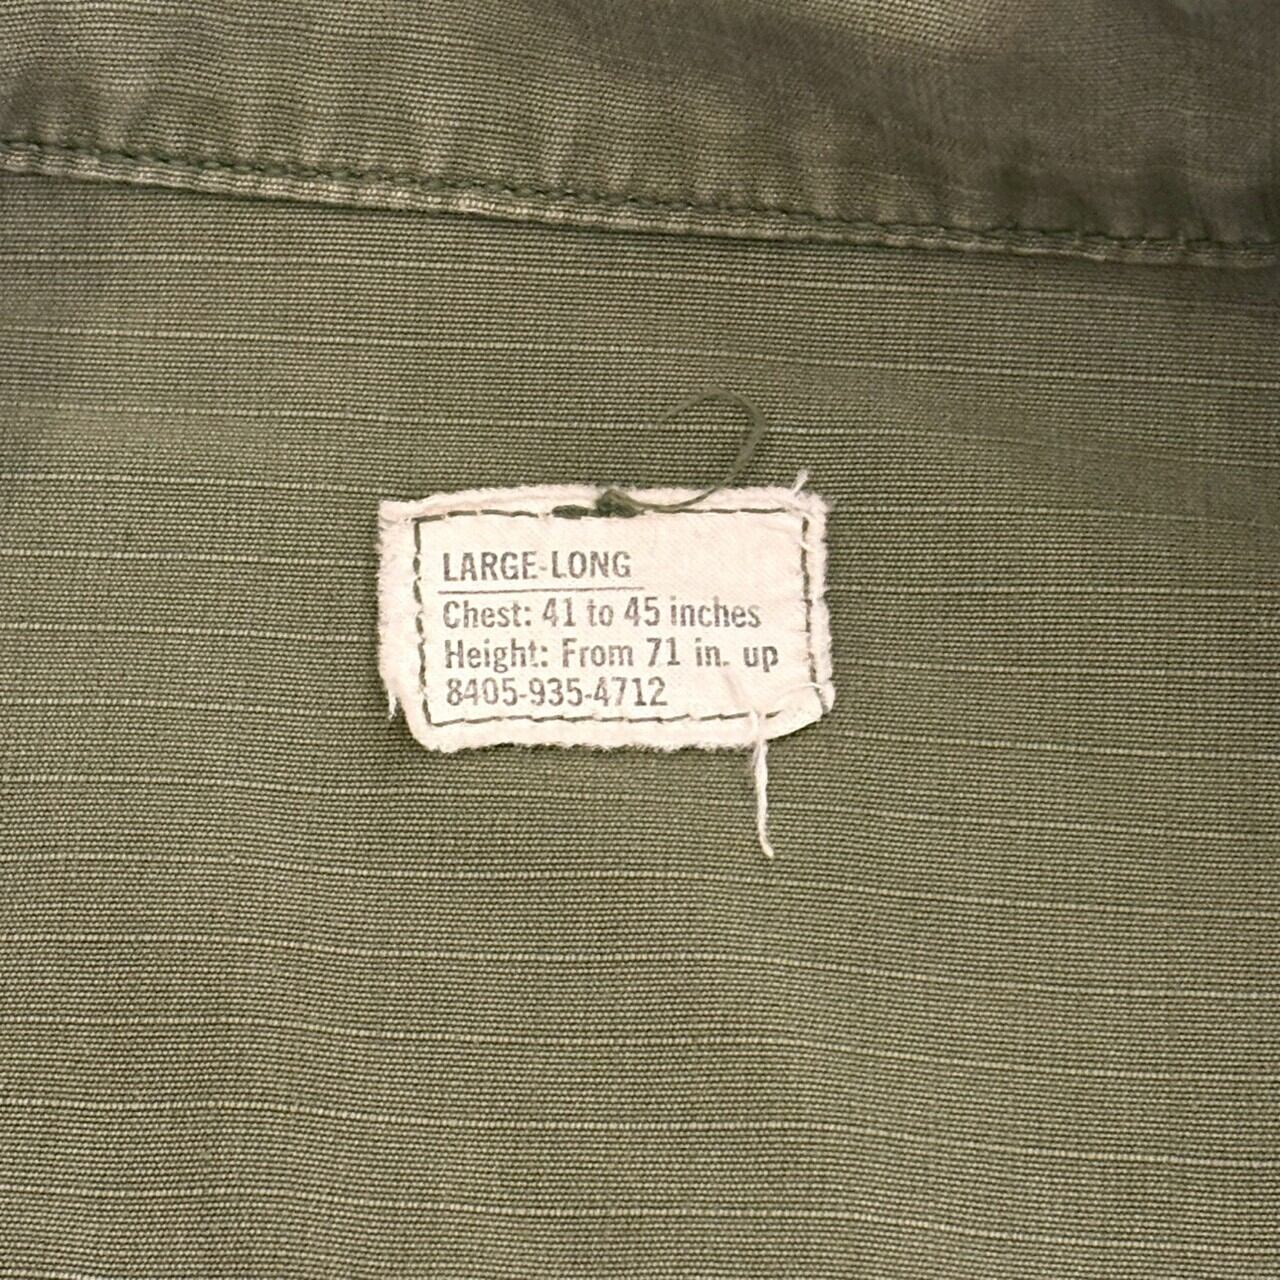 LARGE-LONG
Chest: 41 to 45 inches
Height: From 71 in. up
8405-935-4712